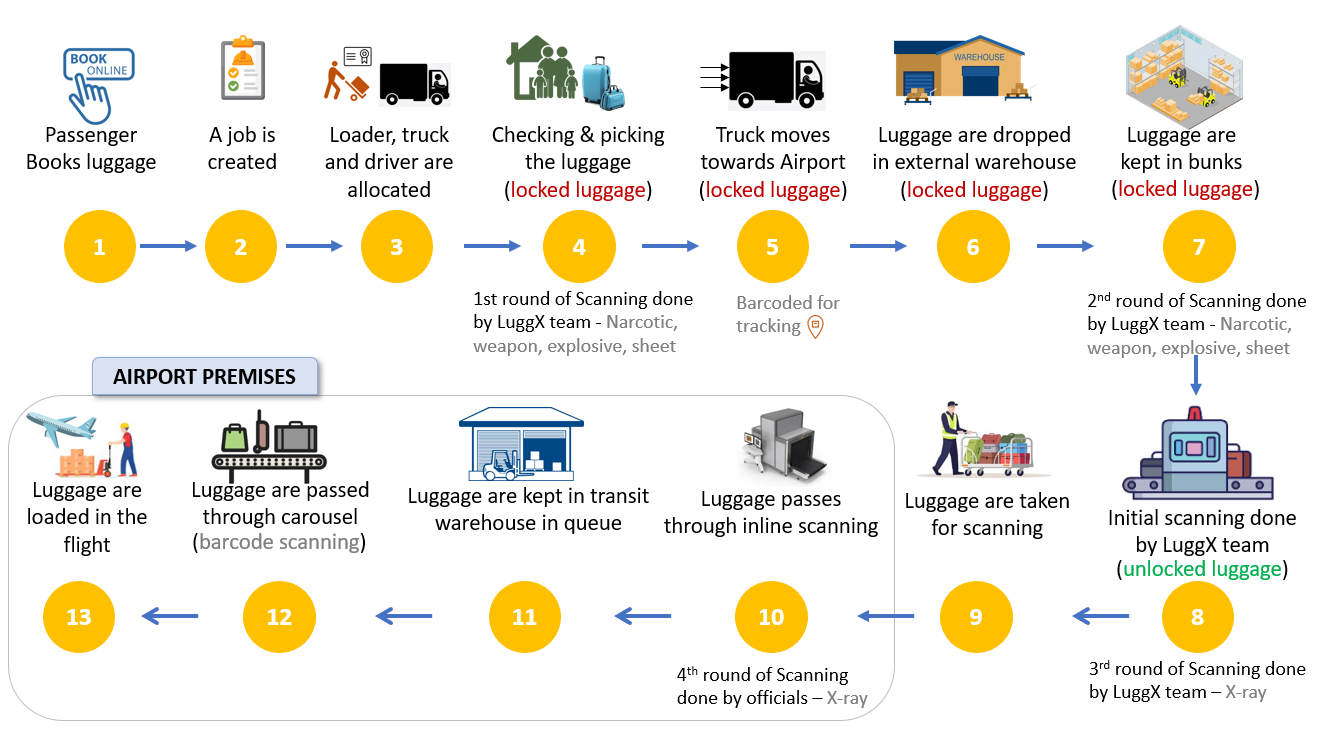 BOOK
ONLINE
Passenger
Books luggage
1
A job is
created
2
Loader, truck
and driver are
allocated
3
Checking & picking
the luggage
(locked luggage)
4
1st round of Scanning done
by LuggX team - Narcotic,
weapon, explosive, sheet
Truck moves
towards Airport
(locked luggage)
5
Barcoded for
tracking
WAREHOUSE
Luggage are dropped
in external warehouse
(locked luggage)
6
Luggage are
kept in bunks
(locked luggage)
7
2nd round of Scanning done
by LuggX team - Narcotic,
weapon, explosive, sheet
Initial scanning done
by LuggX team
(unlocked luggage)
8
3rd round of Scanning done
by LuggX team – X-ray
Luggage are taken
for scanning
9
AIRPORT PREMISES
Luggage passes
through inline scanning
10
4th round of Scanning
done by officials – X-ray
Luggage are kept in transit
warehouse in queue
11
Luggage are passed
through carousel
(barcode scanning)
12
Luggage are
loaded in the
flight
13